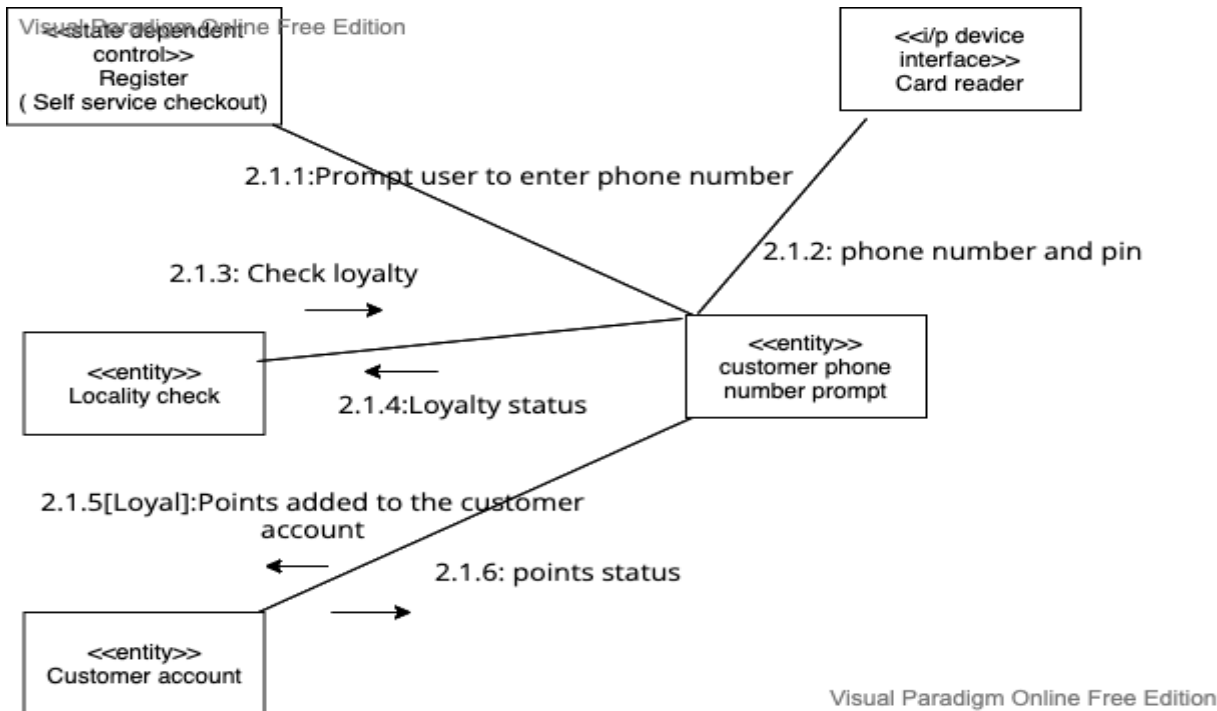 Visual Paradigm Online Free Edition
<<state dependent
control>>
Register
( Self service checkout)
<<i/p device
interface>>
Card reader
2.1.1:Prompt user to enter phone number
2.1.2: phone number and pin
2.1.3: Check loyalty
<<entity>>
customer phone
number prompt
<<entity>>
Locality check
2.1.4:Loyalty status
2.1.5[Loyal]:Points added to the customer
account
2.1.6: points status
<<entity>>
Customer account
Visual Paradigm Online Free Edition